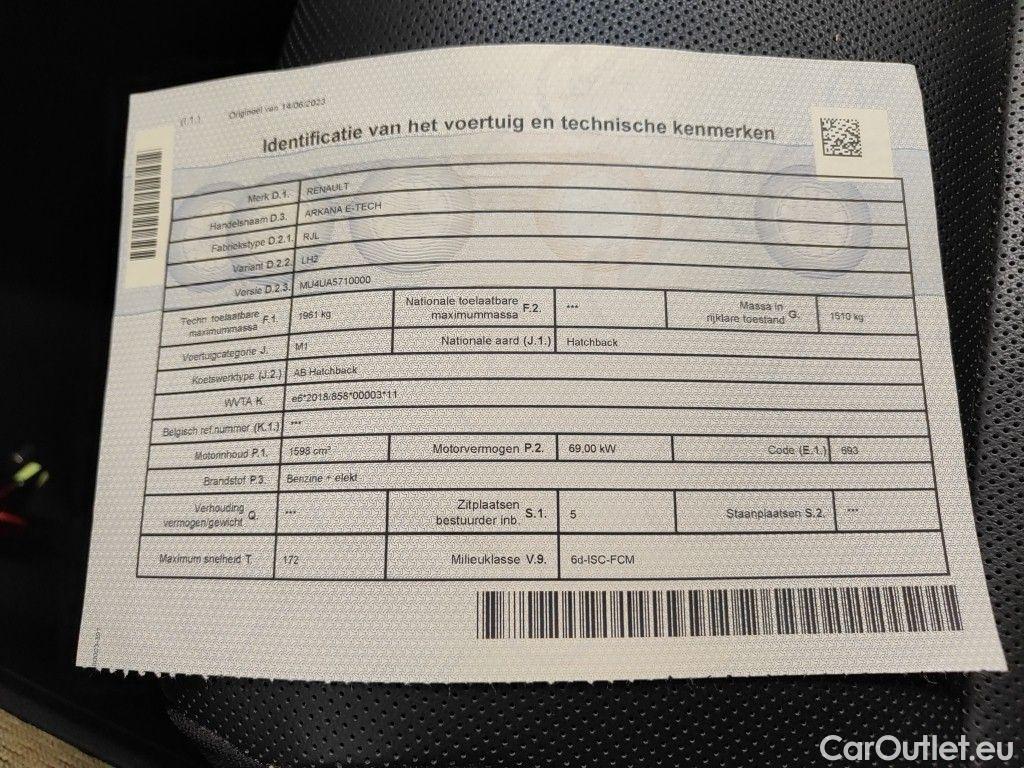 (I.1.)
Origineel van 14/06/2023
Identificatie van het voertuig en technische kenmerken
Merk D.1. RENAULT
Handelsnaam D.3. ARKANA E-TECH
Fabriekstype D.2.1. RJL
Variant D.2.2. LH2
Versie D.2.3. MU4UA5710000
Techn. toelaatbare maximummassa F.1. 1961 kg Nationale toelaatbare maximummassa F.2. *** Massa in rijklare toestand G. 1510 kg
Voertuigcategorie J. M1 Nationale aard (J.1.) Hatchback
Koetswerktype (J.2.) AB Hatchback
WVTA K. e6*2018/858*00003*11
Belgisch ref.nummer (K.1.) ***
Motorinhoud P.1. 1598 cm³ Motorvermogen P.2. 69.00 kW Code (E.1.) 693
Brandstof P.3. Benzine + elekt
Verhouding vermogen/gewicht Q. *** Zitplaatsen bestuurder inb. S.1. 5 Staanplaatsen S.2. ***
Maximum snelheid T. 172 Milieuklasse V.9. 6d-ISC-FCM
CarOutlet.eu